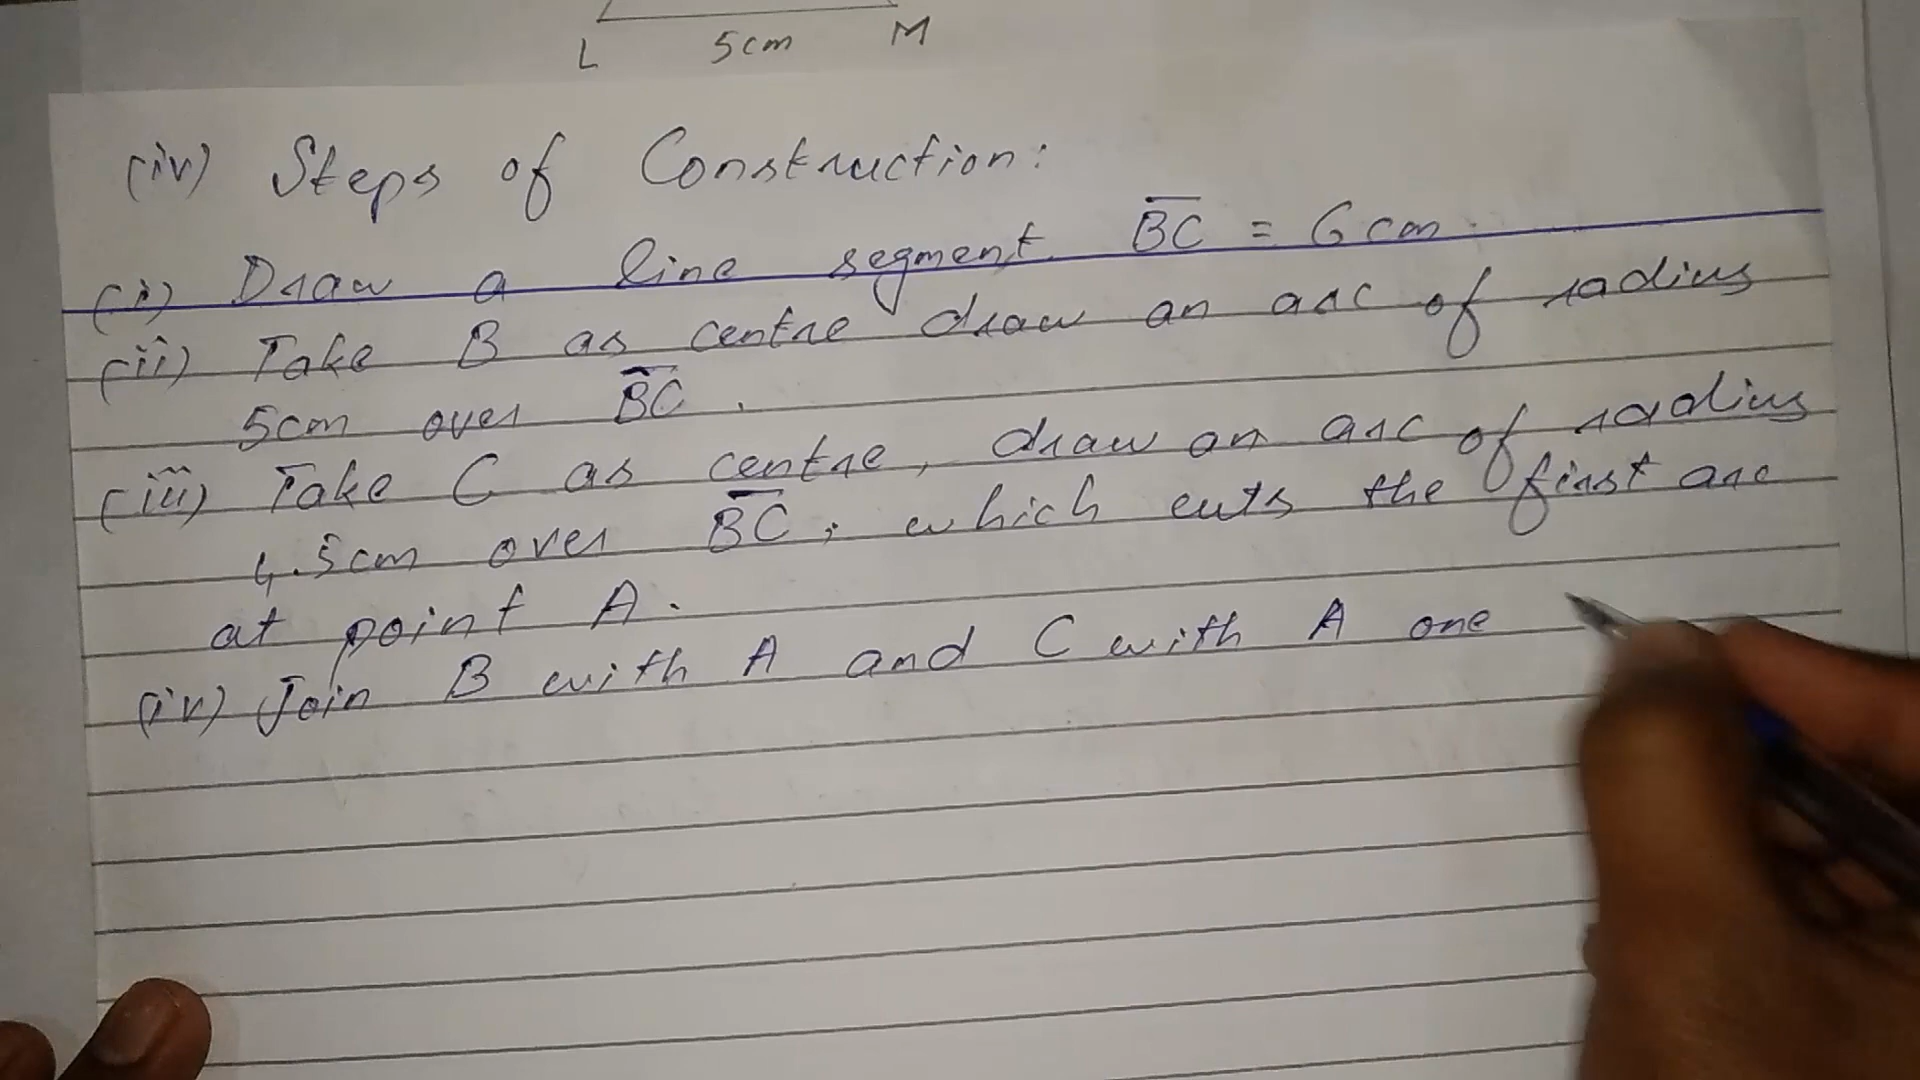 L 5cm M
(iv) Steps of Construction:
(i) Draw a line segment BC = 6cm.
(ii) Take B as centre draw an arc of radius
5cm over BC.
(iii) Take C as centre, draw an arc of radius
4.5cm over BC, which cuts the first arc
at point A.
(iv) Join B with A and C with A one